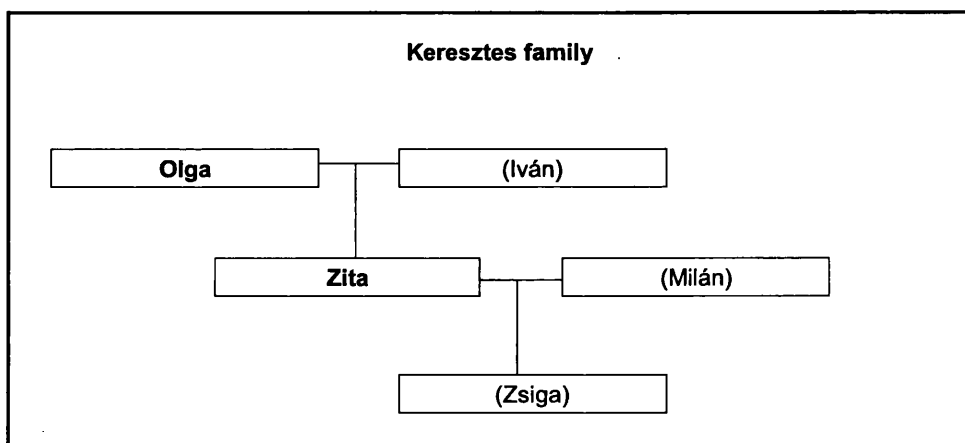 Keresztes family
Olga
(Iván)
Zita
(Milán)
(Zsiga)